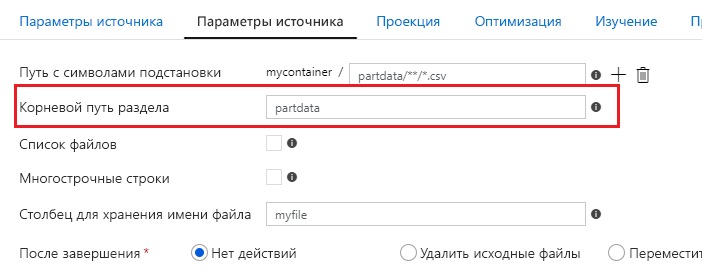 Параметры источника Параметры источника Проекция Оптимизация Изучение
Путь с символами подстановки mycontainer / partdata/**/*.csv
Корневой путь раздела partdata
Список файлов
Многострочные строки
Столбец для хранения имени файла myfile
После завершения * Нет действий Удалить исходные файлы Переместит